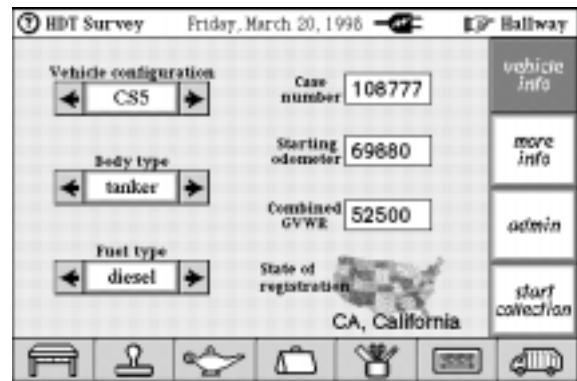 HDT Survey Friday, March 20, 1998 Hallway
Vehicle configuration
CS5
Body type
tanker
Fuel type
diesel
Case
number 108777
Starting
odometer 69880
Combined
GVWR 52500
State of
registration
CA, California
vehicle
info
more
info
admin
start
collection